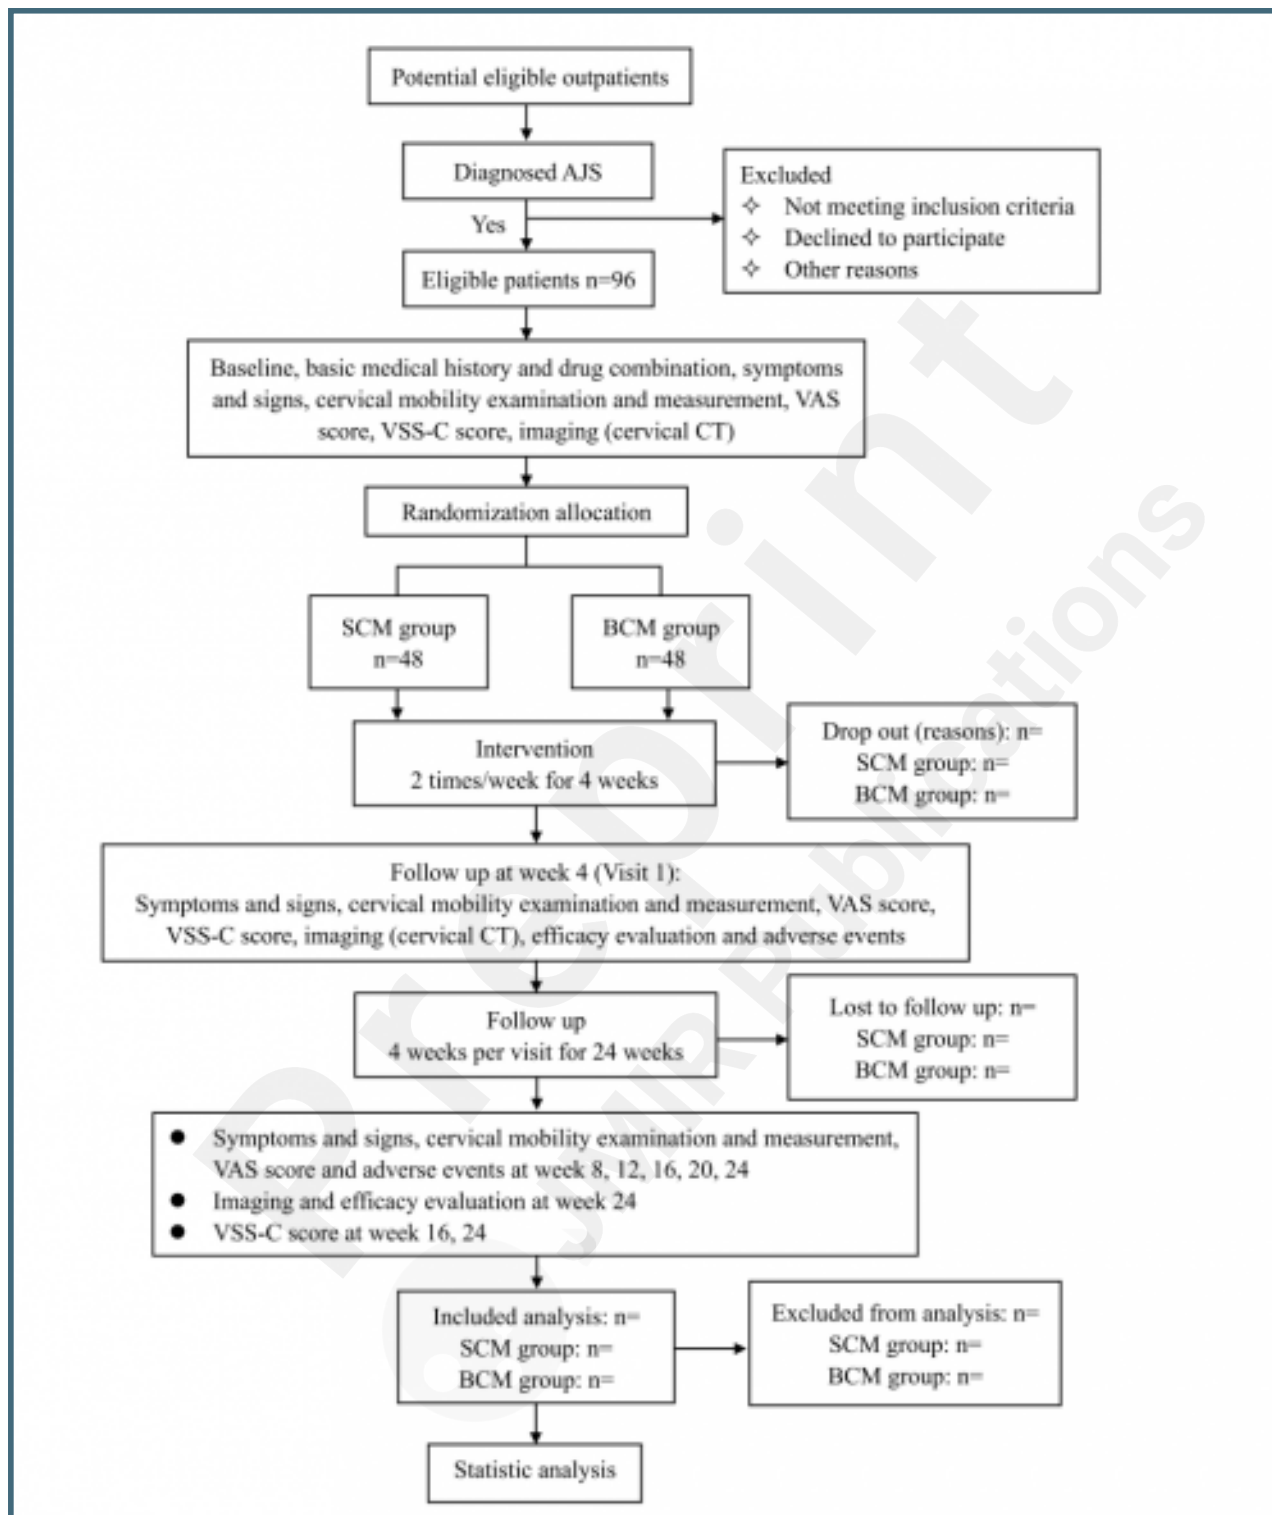 Potential eligible outpatients
Diagnosed AJS
Excluded
✧ Not meeting inclusion criteria
✧ Declined to participate
✧ Other reasons
Yes
Eligible patients n=96
Baseline, basic medical history and drug combination, symptoms
and signs, cervical mobility examination and measurement, VAS
score, VSS-C score, imaging (cervical CT)
Randomization allocation
SCM group
n=48
BCM group
n=48
Intervention
2 times/week for 4 weeks
Drop out (reasons): n=
SCM group: n=
BCM group: n=
Follow up at week 4 (Visit 1):
Symptoms and signs, cervical mobility examination and measurement, VAS score,
VSS-C score, imaging (cervical CT), efficacy evaluation and adverse events
Follow up
4 weeks per visit for 24 weeks
Lost to follow up: n=
SCM group: n=
BCM group: n=
● Symptoms and signs, cervical mobility examination and measurement,
VAS score and adverse events at week 8, 12, 16, 20, 24
● Imaging and efficacy evaluation at week 24
● VSS-C score at week 16, 24
Included analysis: n=
SCM group: n=
BCM group: n=
Excluded from analysis: n=
SCM group: n=
BCM group: n=
Statistic analysis
Preprint
JMIR Publications